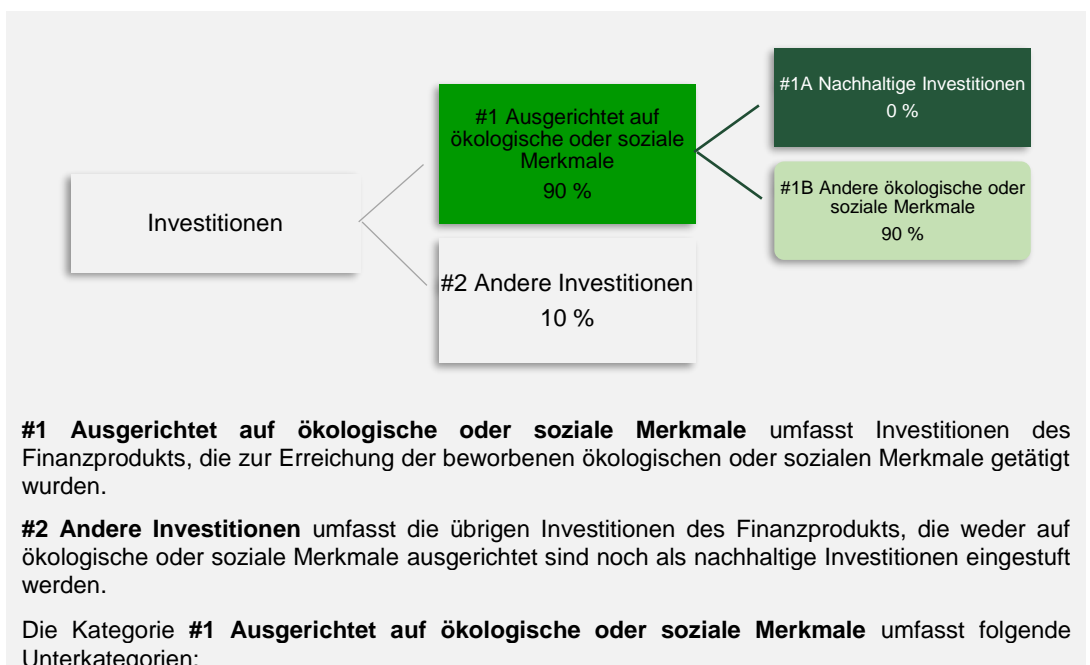 Investitionen
#1 Ausgerichtet auf
ökologische oder soziale
Merkmale
90 %
#2 Andere Investitionen
10 %
#1A Nachhaltige Investitionen
0 %
#1B Andere ökologische oder
soziale Merkmale
90 %
#1 Ausgerichtet auf ökologische oder soziale Merkmale umfasst Investitionen des
Finanzprodukts, die zur Erreichung der beworbenen ökologischen oder sozialen Merkmale getätigt
wurden.
#2 Andere Investitionen umfasst die übrigen Investitionen des Finanzprodukts, die weder auf
ökologische oder soziale Merkmale ausgerichtet sind noch als nachhaltige Investitionen eingestuft
werden.
Die Kategorie #1 Ausgerichtet auf ökologische oder soziale Merkmale umfasst folgende
Unterkategorien: